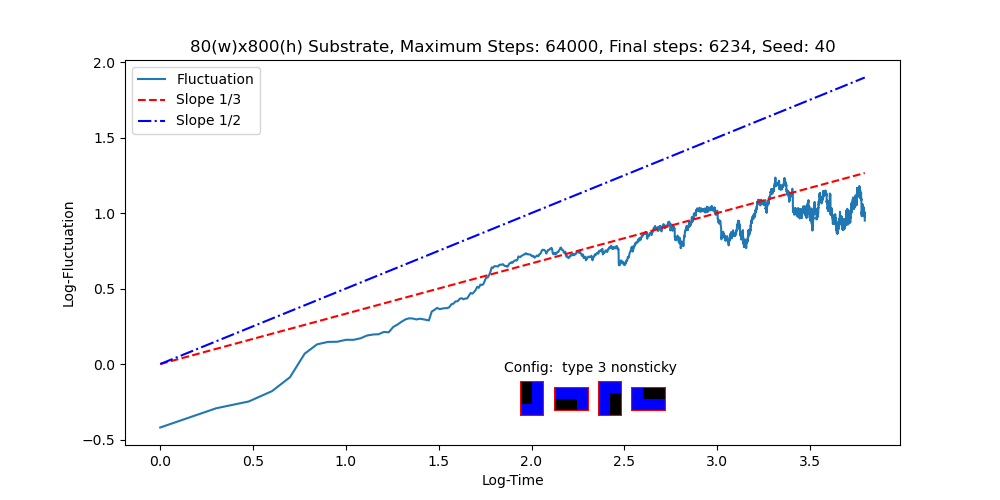 80(w)x800(h) Substrate, Maximum Steps: 64000, Final steps: 6234, Seed: 40
2.0
1.5
1.0
0.5
0.0
−0.5
Log-Fluctuation
Fluctuation
Slope 1/3
Slope 1/2
Config:  type 3 nonsticky
0.0 0.5 1.0 1.5 2.0 2.5 3.0 3.5
Log-Time